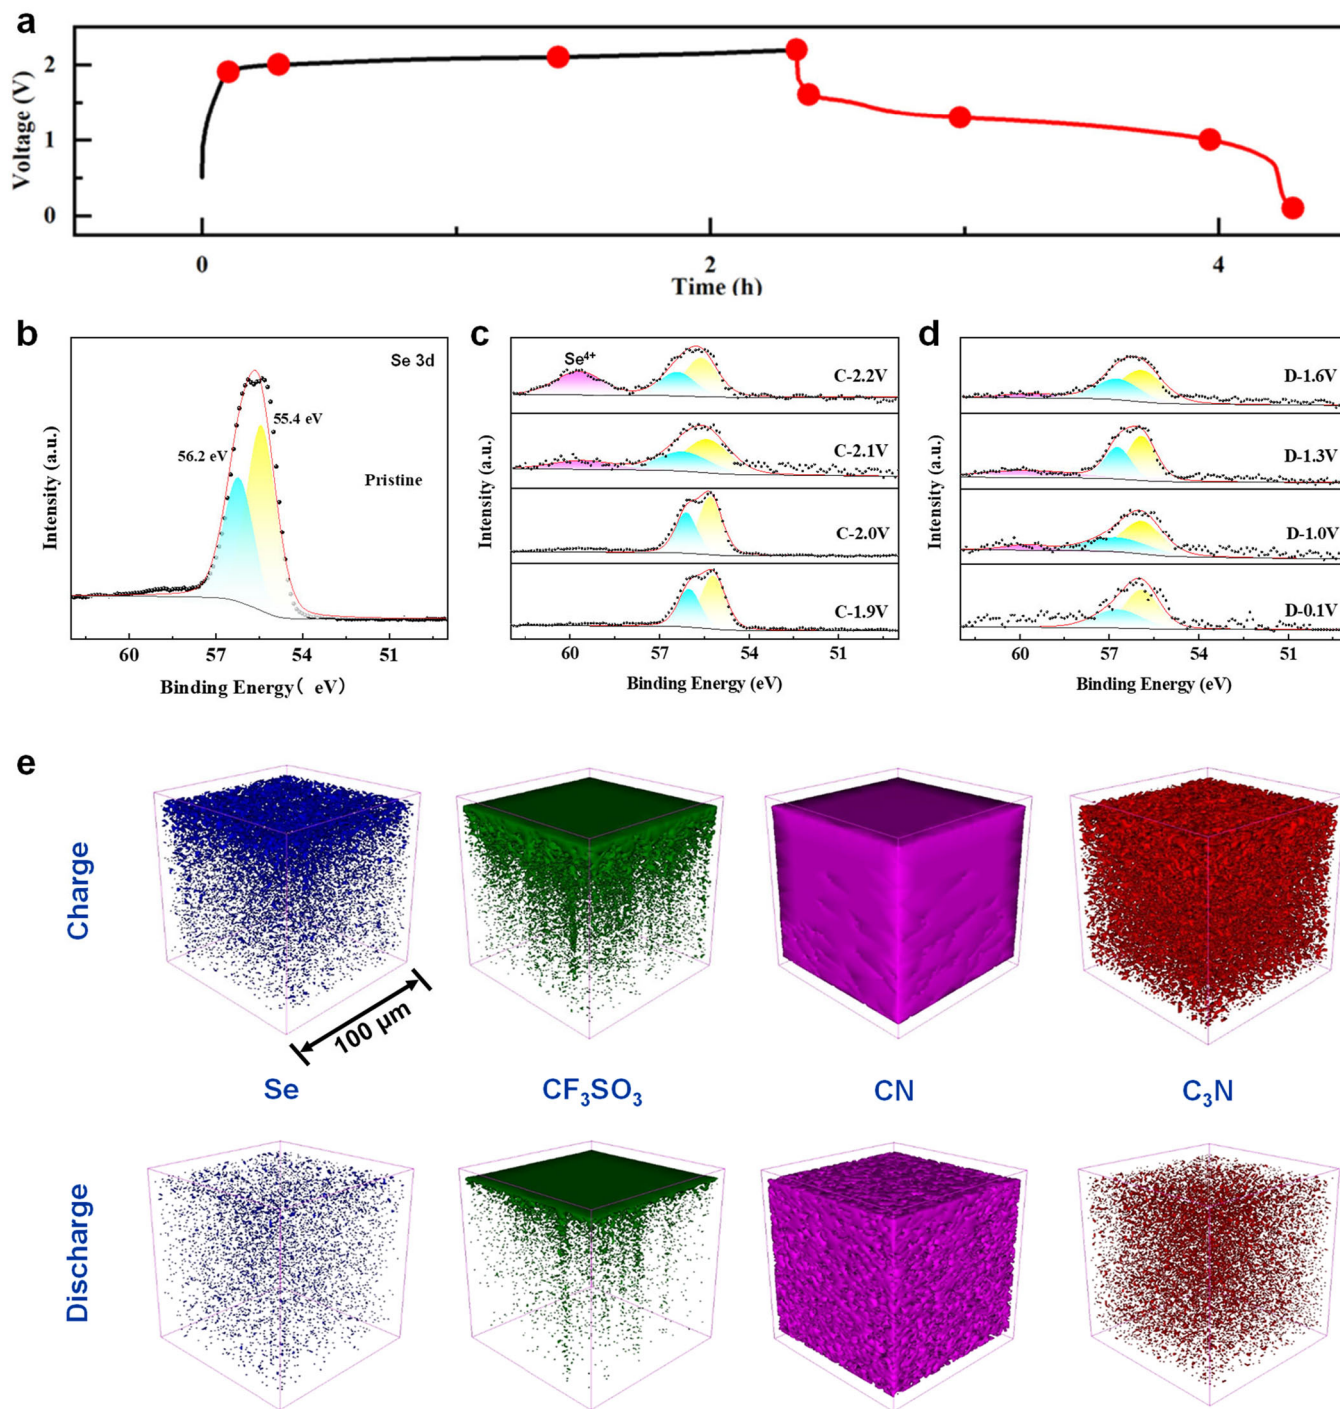 a
Voltage (V)
2
1
0
0
2
4
Time (h)
b
Se 3d
55.4 eV
56.2 eV
Pristine
Intensity (a.u.)
60
57
54
51
Binding Energy( eV)
c
Se⁴⁺
C-2.2V
C-2.1V
C-2.0V
C-1.9V
Intensity (a.u.)
60
57
54
51
Binding Energy (eV)
d
D-1.6V
D-1.3V
D-1.0V
D-0.1V
Intensity (a.u.)
60
57
54
51
Binding Energy (eV)
e
Charge
100 μm
Se
CF₃SO₃
CN
C₃N
Discharge